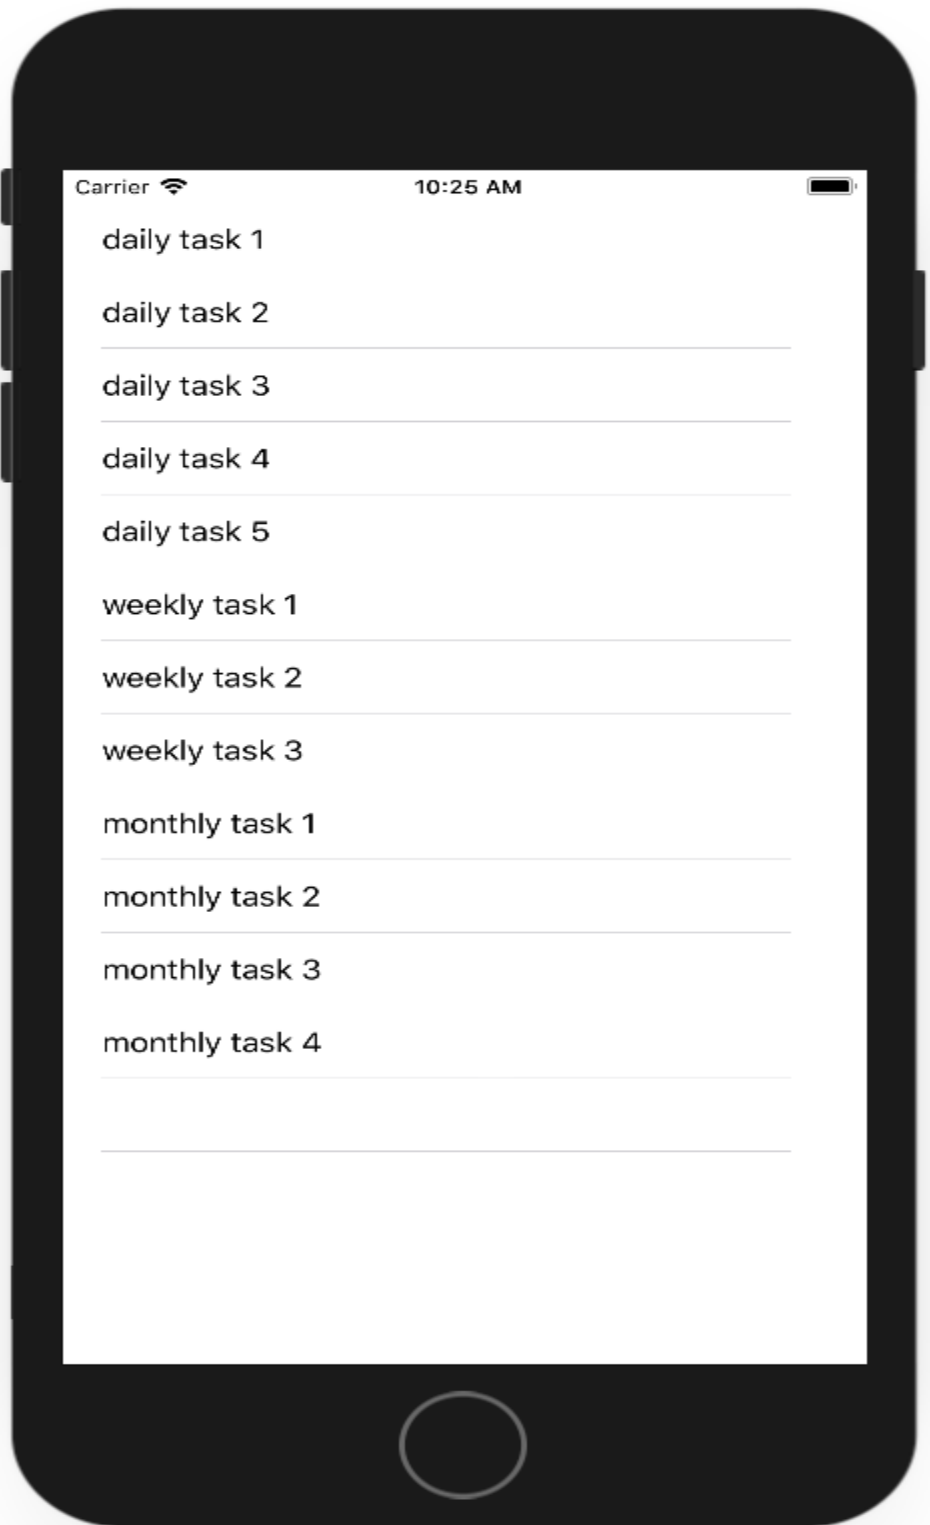 Carrier 10:25 AM
daily task 1
daily task 2
daily task 3
daily task 4
daily task 5
weekly task 1
weekly task 2
weekly task 3
monthly task 1
monthly task 2
monthly task 3
monthly task 4